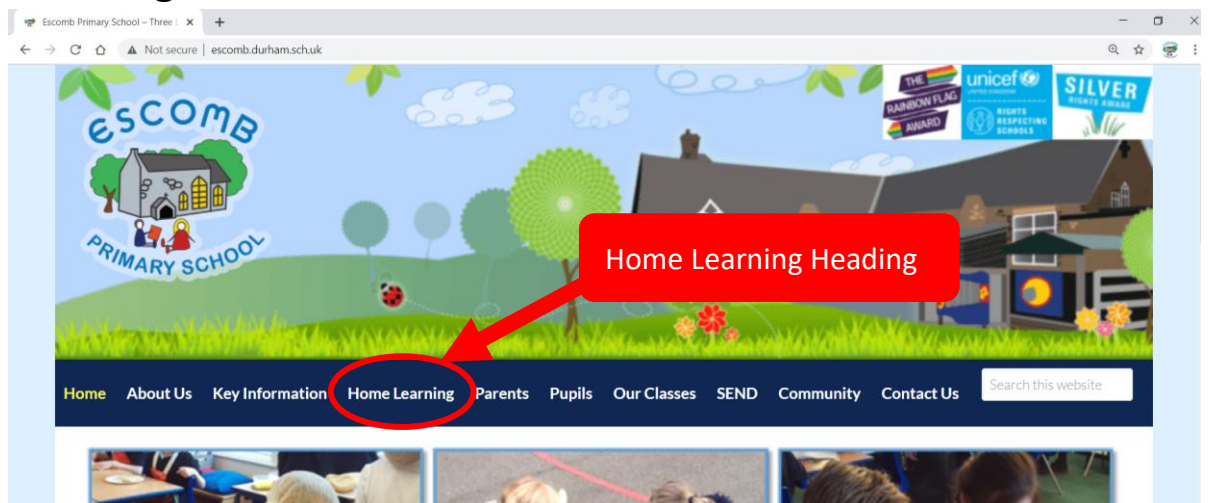 Escomb Primary School – Three
Not secure | escomb.durham.sch.uk
ESCOMB
PRIMARY SCHOOL
THE
RAINBOW FLAG
AWARD
unicef
UNITED KINGDOM
RIGHTS
RESPECTING
SCHOOLS
SILVER
RIGHTS AWARE
Home Learning Heading
Home About Us Key Information Home Learning Parents Pupils Our Classes SEND Community Contact Us Search this website